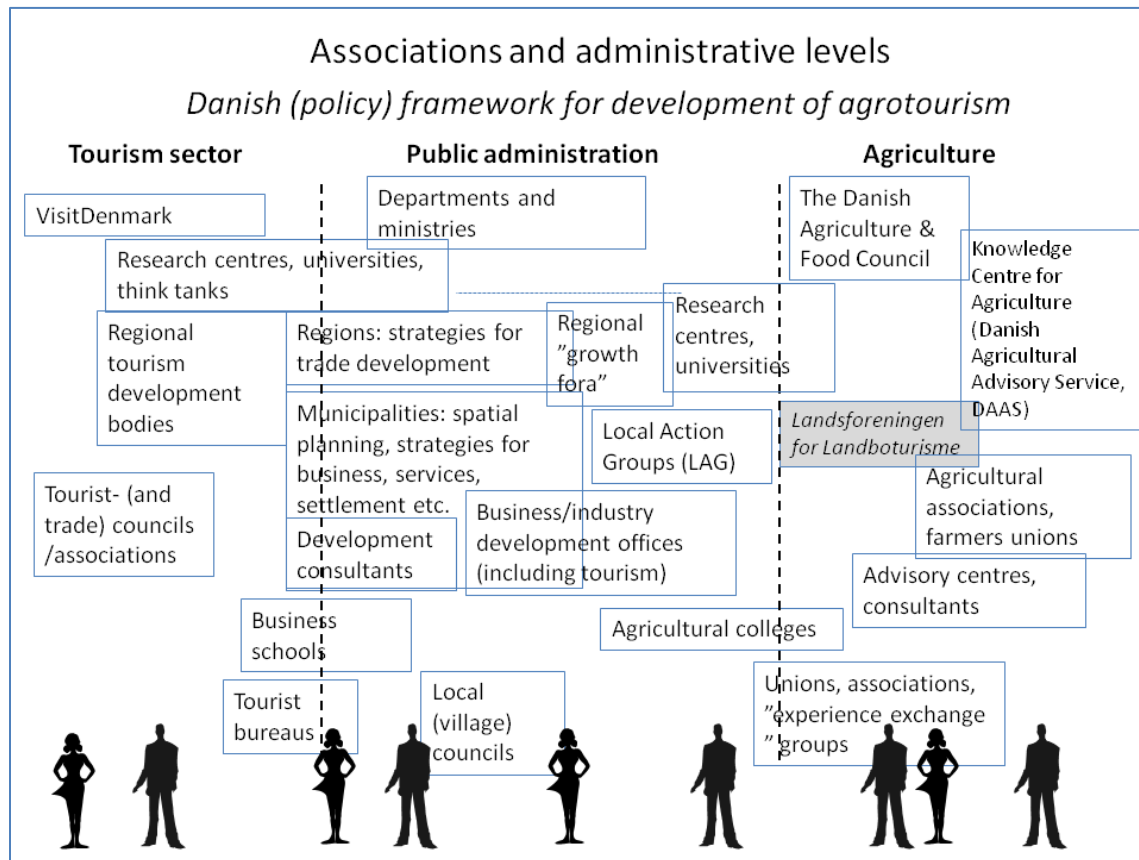 Associations and administrative levels
Danish (policy) framework for development of agrotourism
Tourism sector
Public administration
Agriculture
VisitDenmark
Departments and
ministries
The Danish
Agriculture &
Food Council
Knowledge
Centre for
Agriculture
(Danish
Agricultural
Advisory Service,
DAAS)
Research centres, universities,
think tanks
Research
centres,
universities
Regional
tourism
development
bodies
Regions: strategies for
trade development
Regional
”growth
fora”
Municipalities: spatial
planning, strategies for
business, services,
settlement etc.
Local Action
Groups (LAG)
Landsforeningen
for Landboturisme
Tourist- (and
trade) councils
/associations
Development
consultants
Business/industry
development offices
(including tourism)
Agricultural
associations,
farmers unions
Advisory centres,
consultants
Business
schools
Agricultural colleges
Tourist
bureaus
Local
(village)
councils
Unions, associations,
”experience exchange
” groups